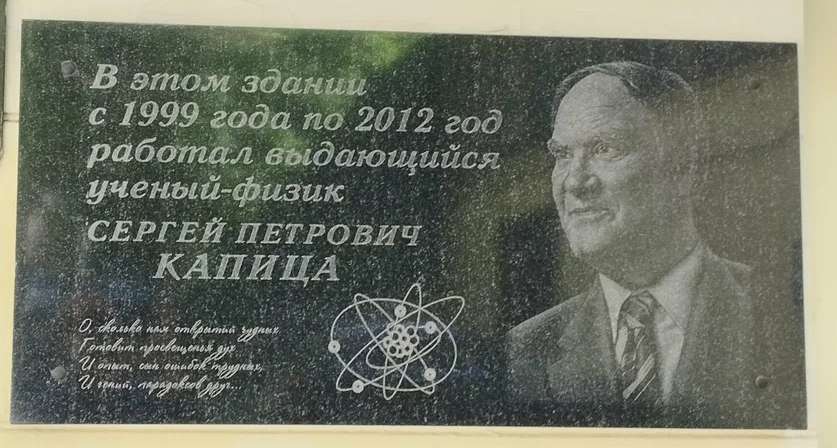 В этом здании
с 1999 года по 2012 год
работал выдающийся
ученый-физик
СЕРГЕЙ ПЕТРОВИЧ
КАПИЦА
О, сколько нам открытий чудных
Готовит просвещенья дух
И опыт, сын ошибок трудных,
И гений, парадоксов друг...